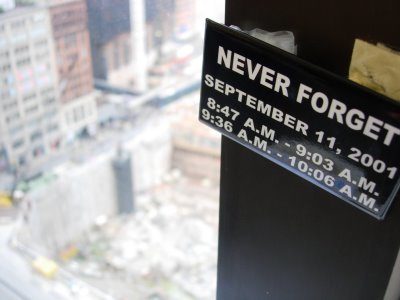 NEVER FORGET
SEPTEMBER 11, 2001
8:47 A.M. - 9:03 A.M.
9:36 A.M. - 10:06 A.M.